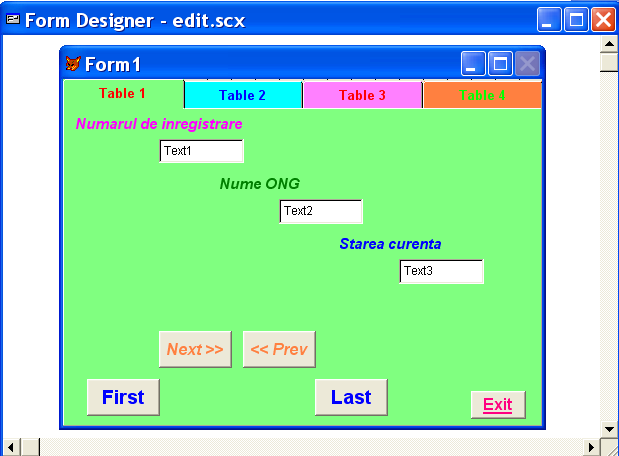 Form Designer - edit.scx
Form1
Table 1 Table 2 Table 3 Table 4
Numarul de inregistrare
Text1
Nume ONG
Text2
Starea curenta
Text3
Next >> << Prev
First Last Exit